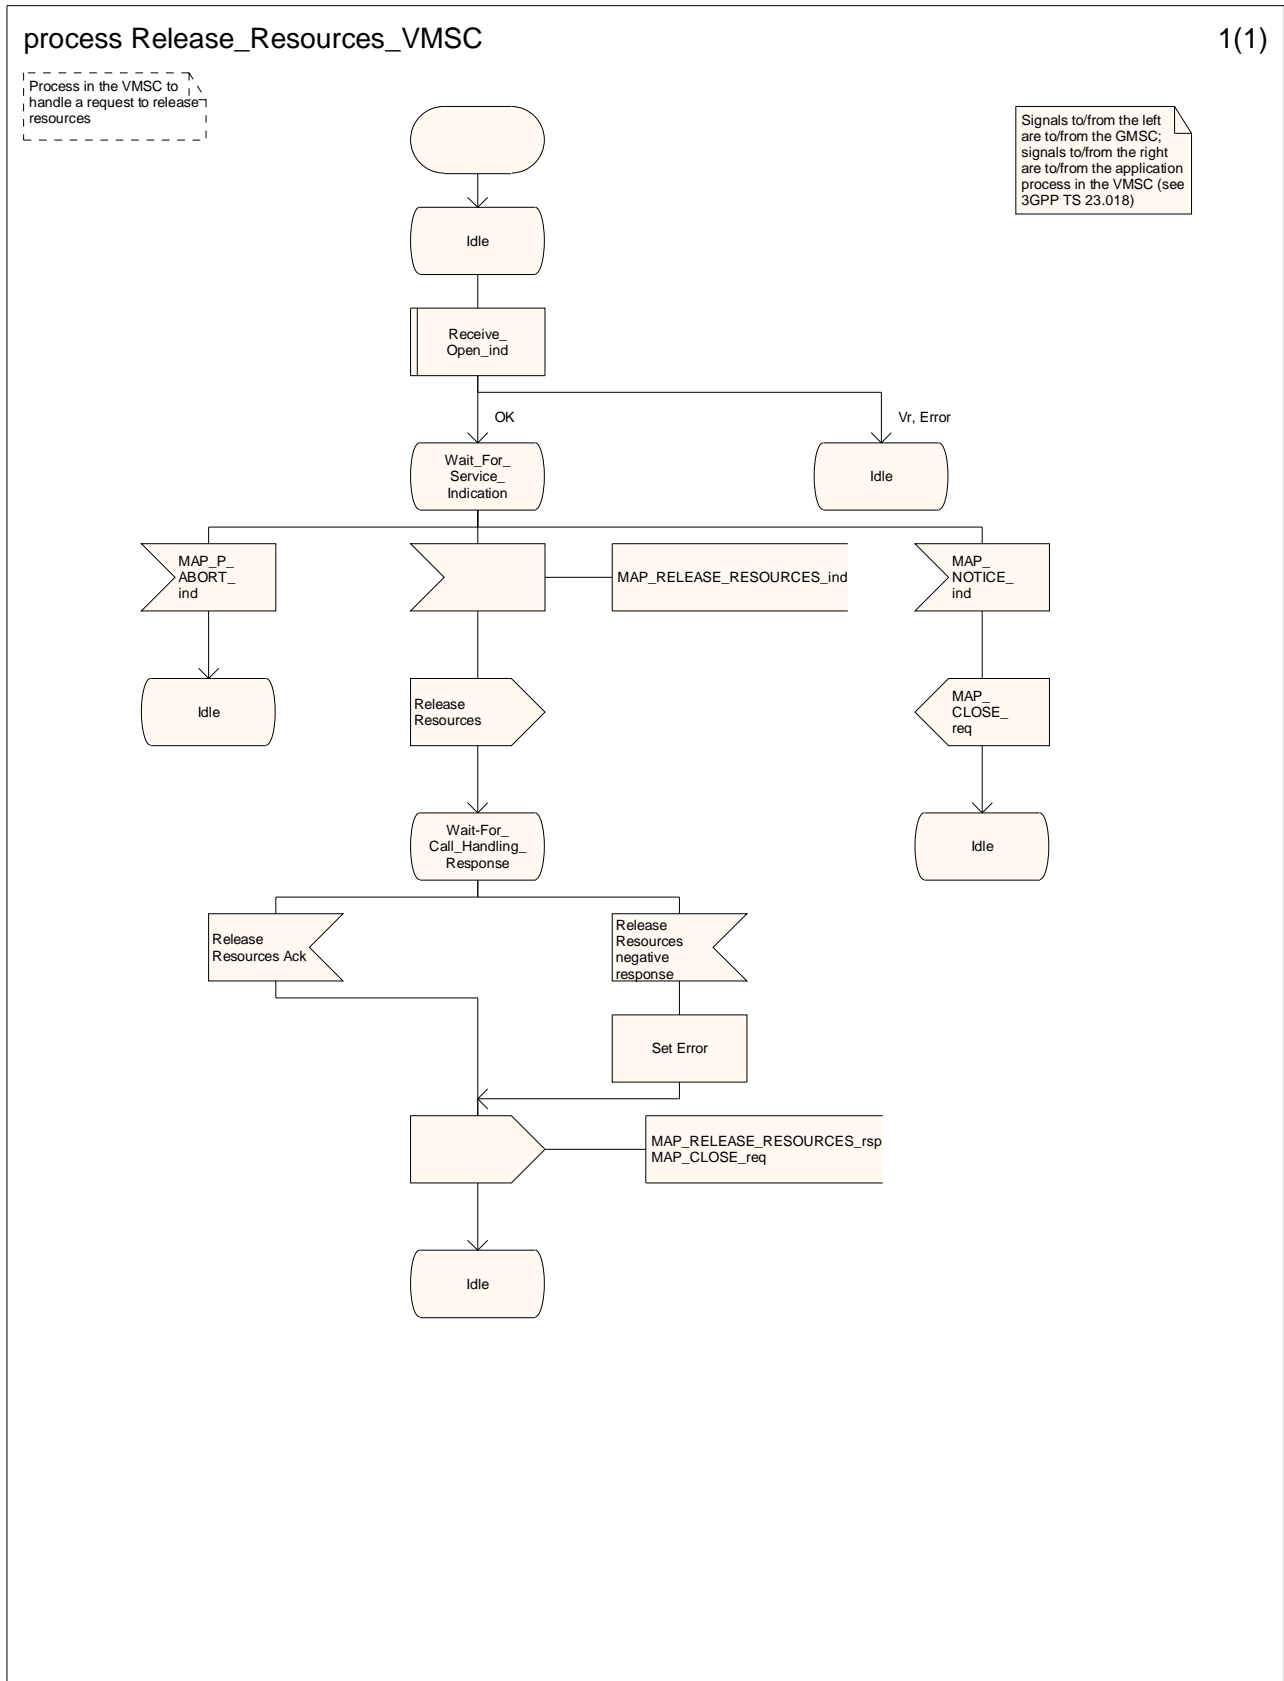 process Release_Resources_VMSC
1(1)
Process in the VMSC to
handle a request to release
resources
Signals to/from the left
are to/from the GMSC;
signals to/from the right
are to/from the application
process in the VMSC (see
3GPP TS 23.018)
Idle
Receive_
Open_ind
OK
Vr, Error
Wait_For_
Service_
Indication
Idle
MAP_P_
ABORT_
ind
MAP_RELEASE_RESOURCES_ind
MAP_
NOTICE_
ind
Idle
Release
Resources
MAP_
CLOSE_
req
Wait-For_
Call_Handling_
Response
Idle
Release
Resources Ack
Release
Resources
negative
response
Set Error
MAP_RELEASE_RESOURCES_rsp
MAP_CLOSE_req
Idle